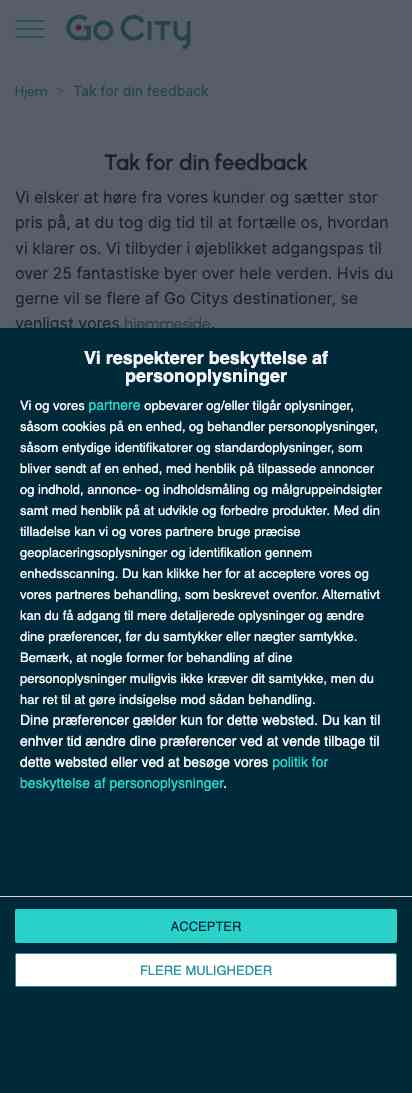 Go City
Hjem > Tak for din feedback
Tak for din feedback
Vi elsker at høre fra vores kunder og sætter stor
pris på, at du tog dig tid til at fortælle os, hvordan
vi klarer os. Vi tilbyder i øjeblikket adgangspas til
over 25 fantastiske byer over hele verden. Hvis du
gerne vil se flere af Go Citys destinationer, se
venligst vores hjemmeside.
Vi respekterer beskyttelse af
personoplysninger
Vi og vores partnere opbevarer og/eller tilgår oplysninger,
såsom cookies på en enhed, og behandler personoplysninger,
såsom entydige identifikatorer og standardoplysninger, som
bliver sendt af en enhed, med henblik på tilpassede annoncer
og indhold, annonce- og indholdsmåling og målgruppeindsigter
samt med henblik på at udvikle og forbedre produkter. Med din
tilladelse kan vi og vores partnere bruge præcise
geoplaceringsoplysninger og identifikation gennem
enhedsscanning. Du kan klikke her for at acceptere vores og
vores partneres behandling, som beskrevet ovenfor. Alternativt
kan du få adgang til mere detaljerede oplysninger og ændre
dine præferencer, før du samtykker eller nægter samtykke.
Bemærk, at nogle former for behandling af dine
personoplysninger muligvis ikke kræver dit samtykke, men du
har ret til at gøre indsigelse mod sådan behandling.
Dine præferencer gælder kun for dette websted. Du kan til
enhver tid ændre dine præferencer ved at vende tilbage til
dette websted eller ved at besøge vores politik for
beskyttelse af personoplysninger.
ACCEPTER
FLERE MULIGHEDER